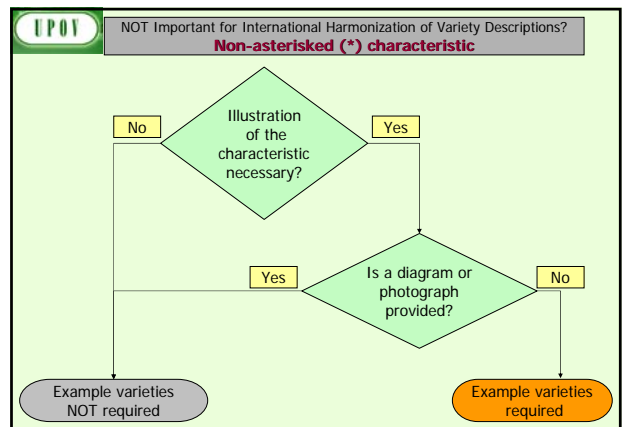 UPOV
NOT Important for International Harmonization of Variety Descriptions?
Non-asterisked (*) characteristic
No
Illustration
of the
characteristic
necessary?
Yes
Yes
Is a diagram or
photograph
provided?
No
Example varieties
NOT required
Example varieties
required